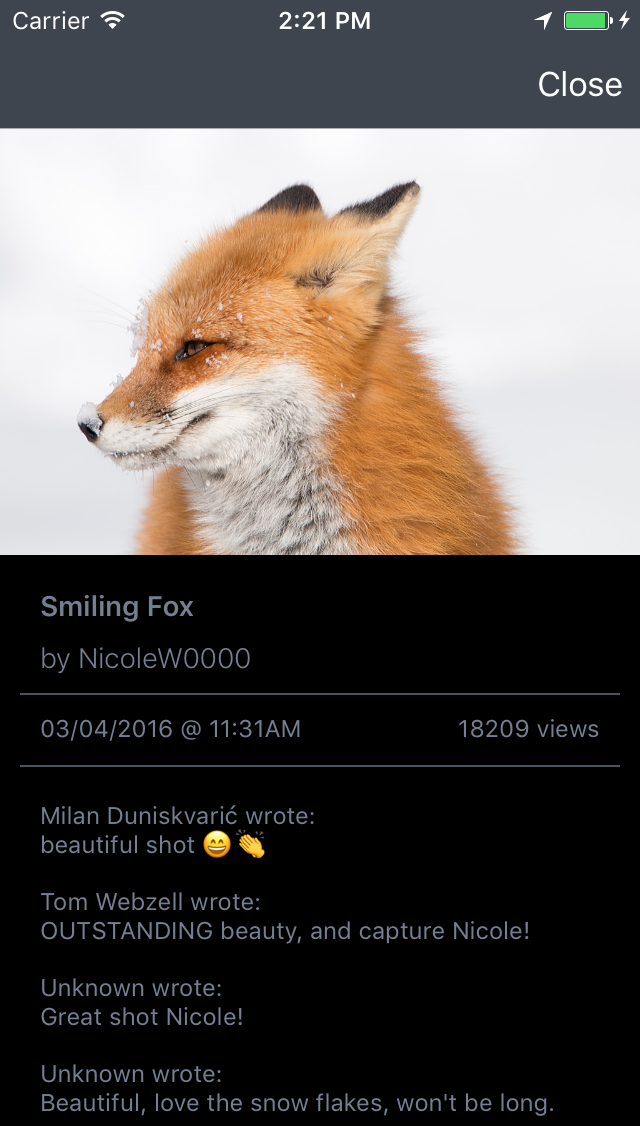 Carrier 2:21 PM
Close
Smiling Fox
by NicoleW0000
03/04/2016 @ 11:31AM 18209 views
Milan Duniskvarić wrote:
beautiful shot 😄👏
Tom Webzell wrote:
OUTSTANDING beauty, and capture Nicole!
Unknown wrote:
Great shot Nicole!
Unknown wrote:
Beautiful, love the snow flakes, won't be long.